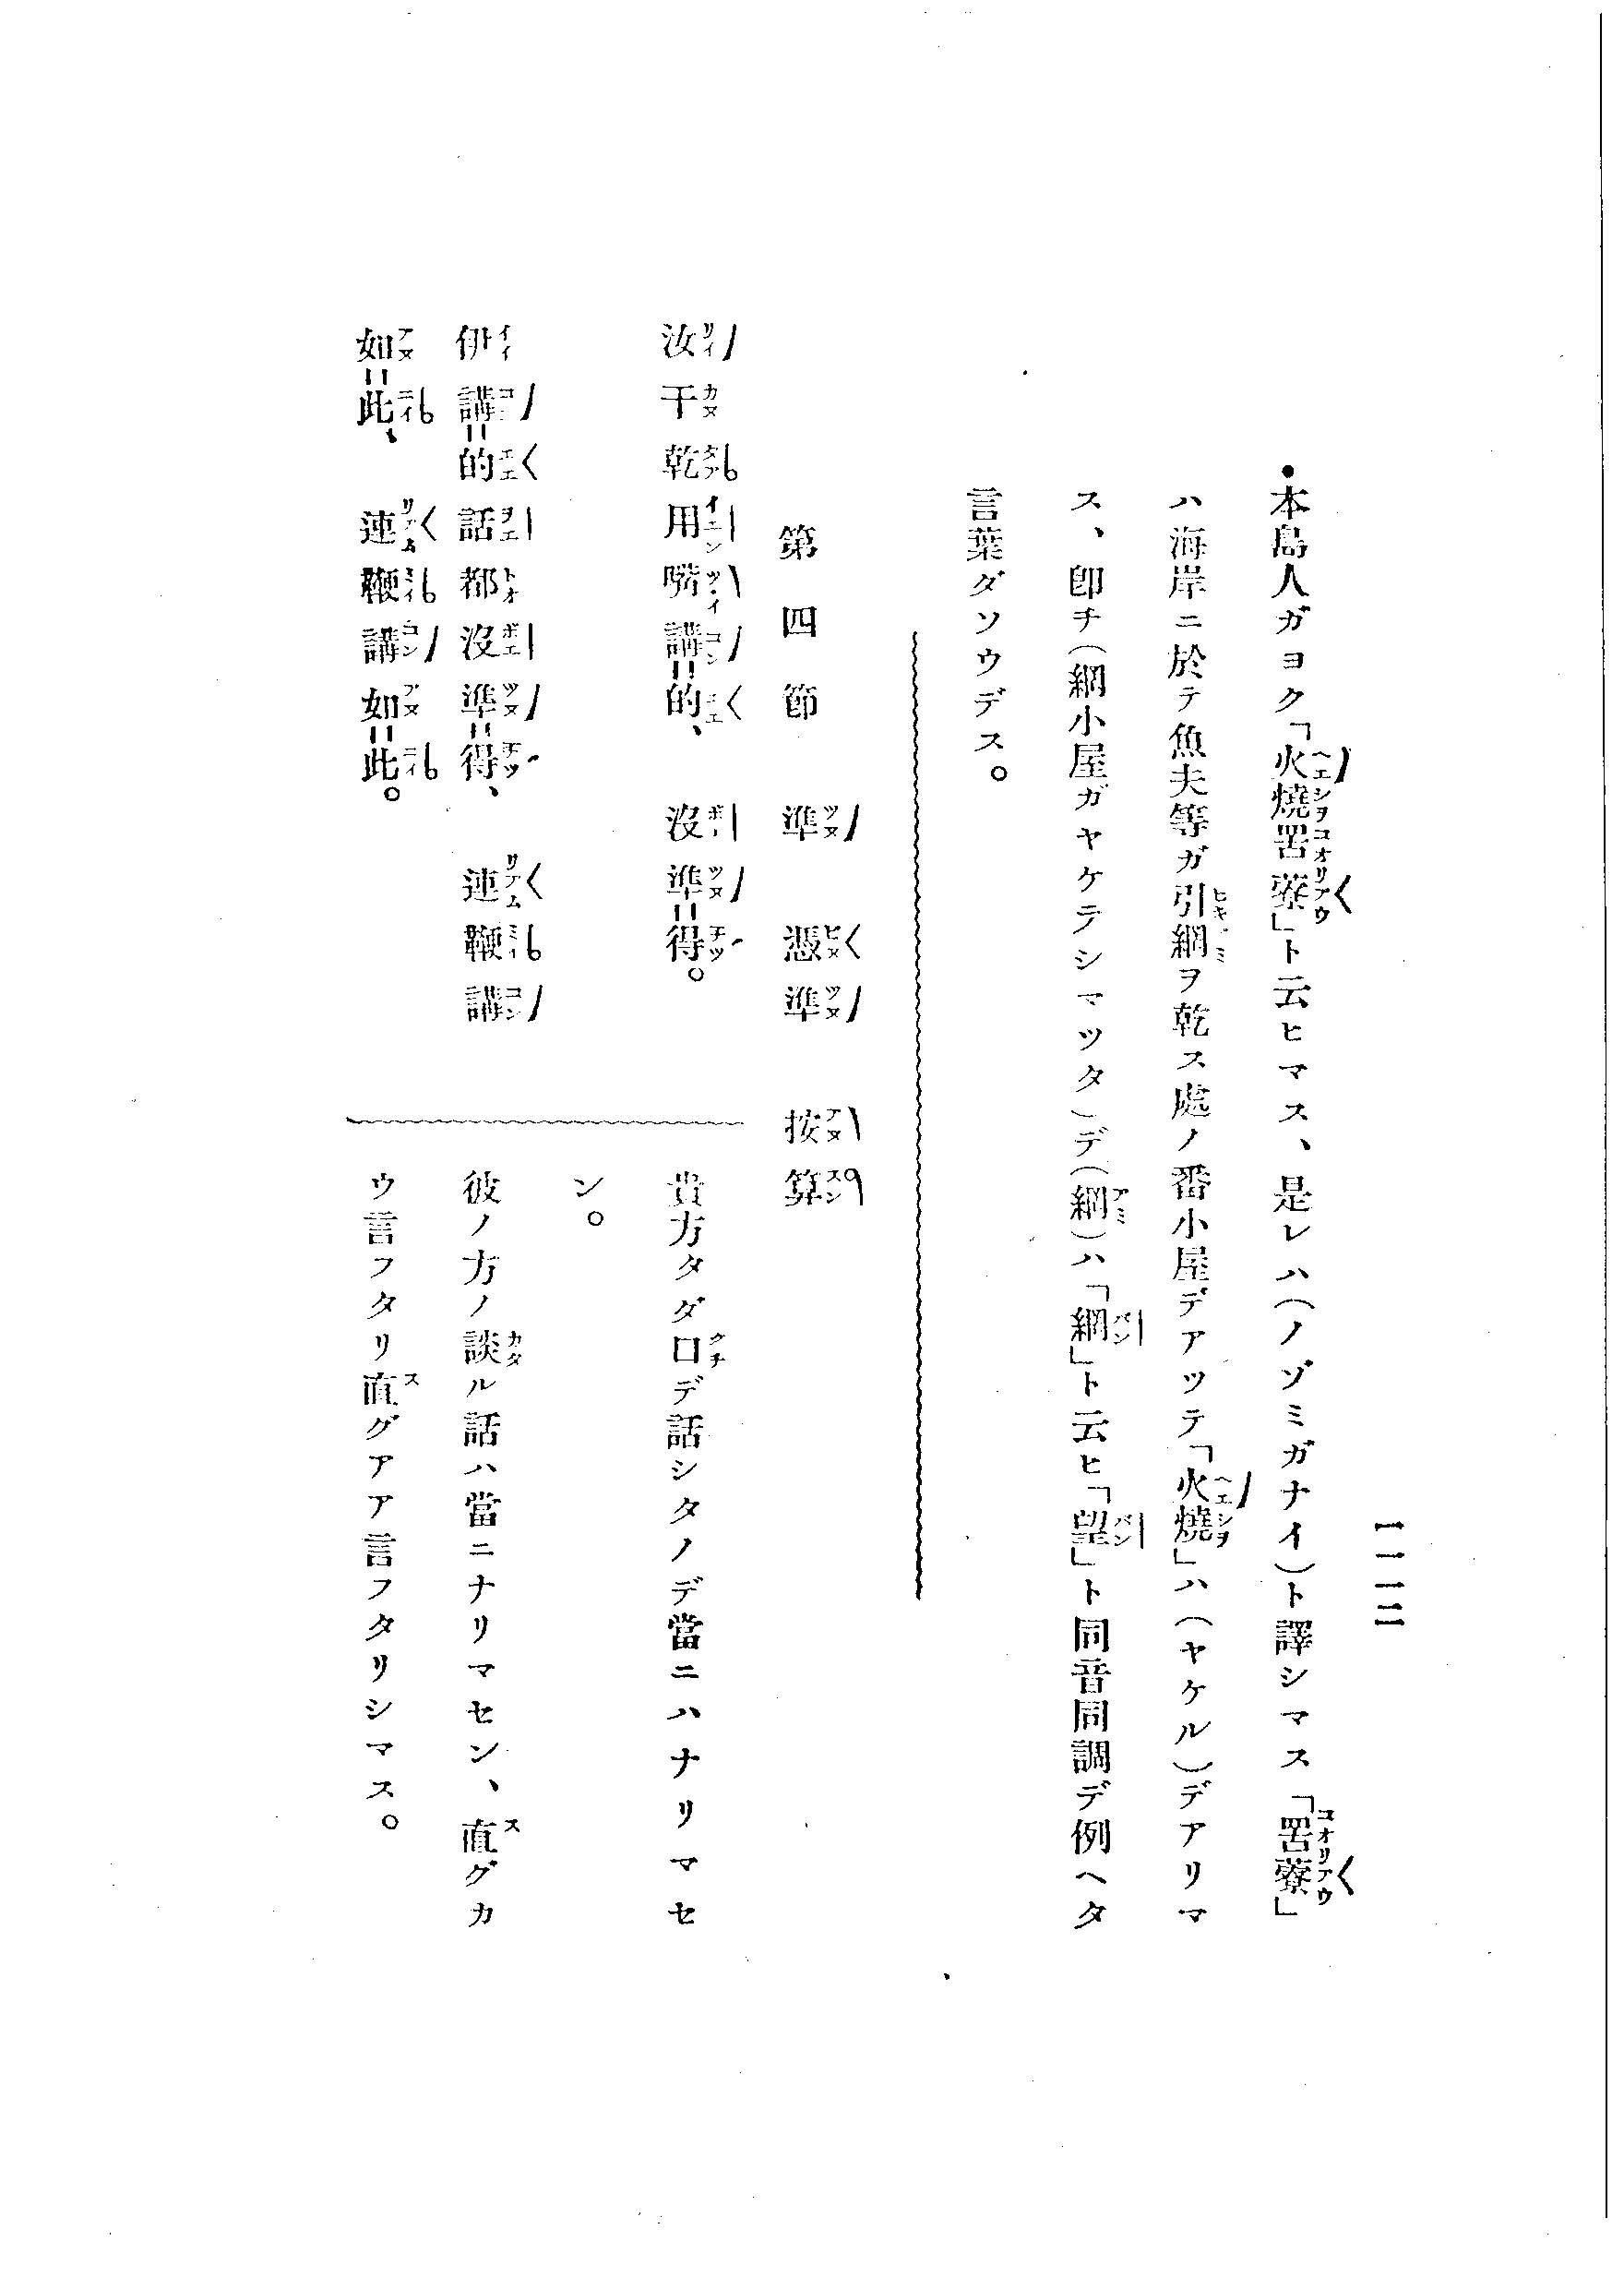 一一一二
●本島人ガヨク「火燒罟藔」ト云ヒマス、是レハ(ノゾミガナイ)ト譯シマス「罟藔」
ハ海岸ニ於テ魚夫等ガ引網ヲ乾ス處ノ番小屋デアツテ「火燒」ハ(ヤケル)デアリマ
ス、卽チ(網小屋ガヤケテシマツタ)デ(網)ハ「網」ト云ヒ「望」ト同音同調デ例ヘタ
言葉ダソウデス。
第四節 準 憑準 按算
汝干乾用嘴講=的、 沒準=得。
貴方タダ口デ話シタノデ當ニハナリマセ
ン。
伊講=的話都沒準=得、 連鞭講
如=此、 連鞭講如=此。
彼ノ方ノ談ル話ハ當ニナリマセン、直グカ
ウ言フタリ直グアア言フタリシマス。